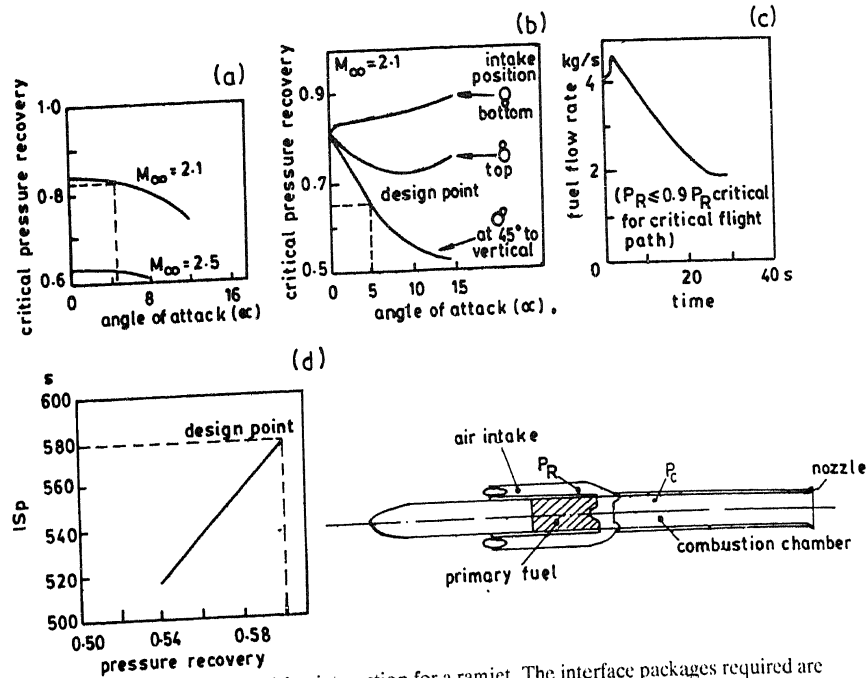 (a)
critical pressure recovery
1·0
0·8
0·6
M∞=2·1
M∞=2·5
0 8 16
angle of attack (α)
(b)
critical pressure recovery
0.9
0.7
0.5
M∞=2·1
intake
position
bottom
top
design point
at 45° to
vertical
0 5 15
angle of attack (α).
(c)
fuel flow rate
kg/s
4
2
0
(PR≤0.9 PR critical
for critical flight
path)
20 40 s
time
(d)
ISp
s
600
580
560
540
520
500
design point
0·50 0·54 0·58
pressure recovery
air intake
PR
Pc
nozzle
primary fuel
combustion chamber
for a ramjet. The interface packages required are